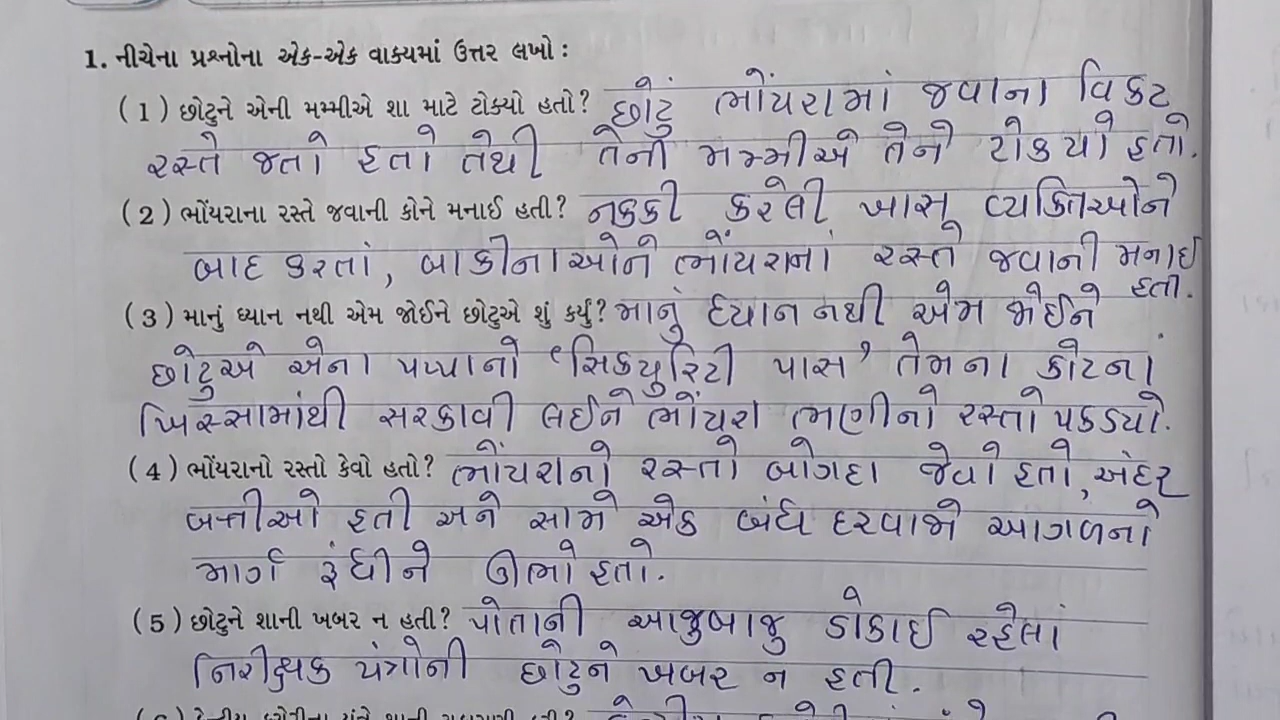 1. નીચેના પ્રશ્નોના એક-એક વાક્યમાં ઉત્તર લખો :
(1) છોટુને એની મમ્મીએ શા માટે ટોક્યો હતો? છોટું ભોંયરામાં જવાના વિકટ
રસ્તે જતો હતો તેથી તેની મમ્મીએ તેને ટોકયો હતો.
(2) ભોંયરાના રસ્તે જવાની કોને મનાઈ હતી? નકકી કરેલી ખાસ વ્યકિતઓને
બાદ કરતાં, બાકીનાઓને ભોંયરાનાં રસ્તે જવાની મનાઈ
હતી.
(3) માનું ધ્યાન નથી એમ જોઈને છોટુએ શું કર્યું? માનું ધ્યાન નથી એમ જોઈને
છોટુએ એના પપ્પાનો 'સિકયુરિટી પાસ' તેમના કોટનાં
ખિસ્સામાંથી સરકાવી લઈને ભોંયરા ભણીનો રસ્તો પકડયો.
(4) ભોંયરાનો રસ્તો કેવો હતો? ભોંયરાનો રસ્તો બોગદા જેવો હતો, અંદર
બત્તીઓ હતી અને સામે એક બંધ દરવાજો આગળનો
માર્ગ રૂંધીને ઊભો હતો.
(5) છોટુને શાની ખબર ન હતી? પોતાની આજુબાજુ ડોકાઈ રહેલાં
નિરીક્ષક યંત્રોની છોટુને ખબર ન હતી.